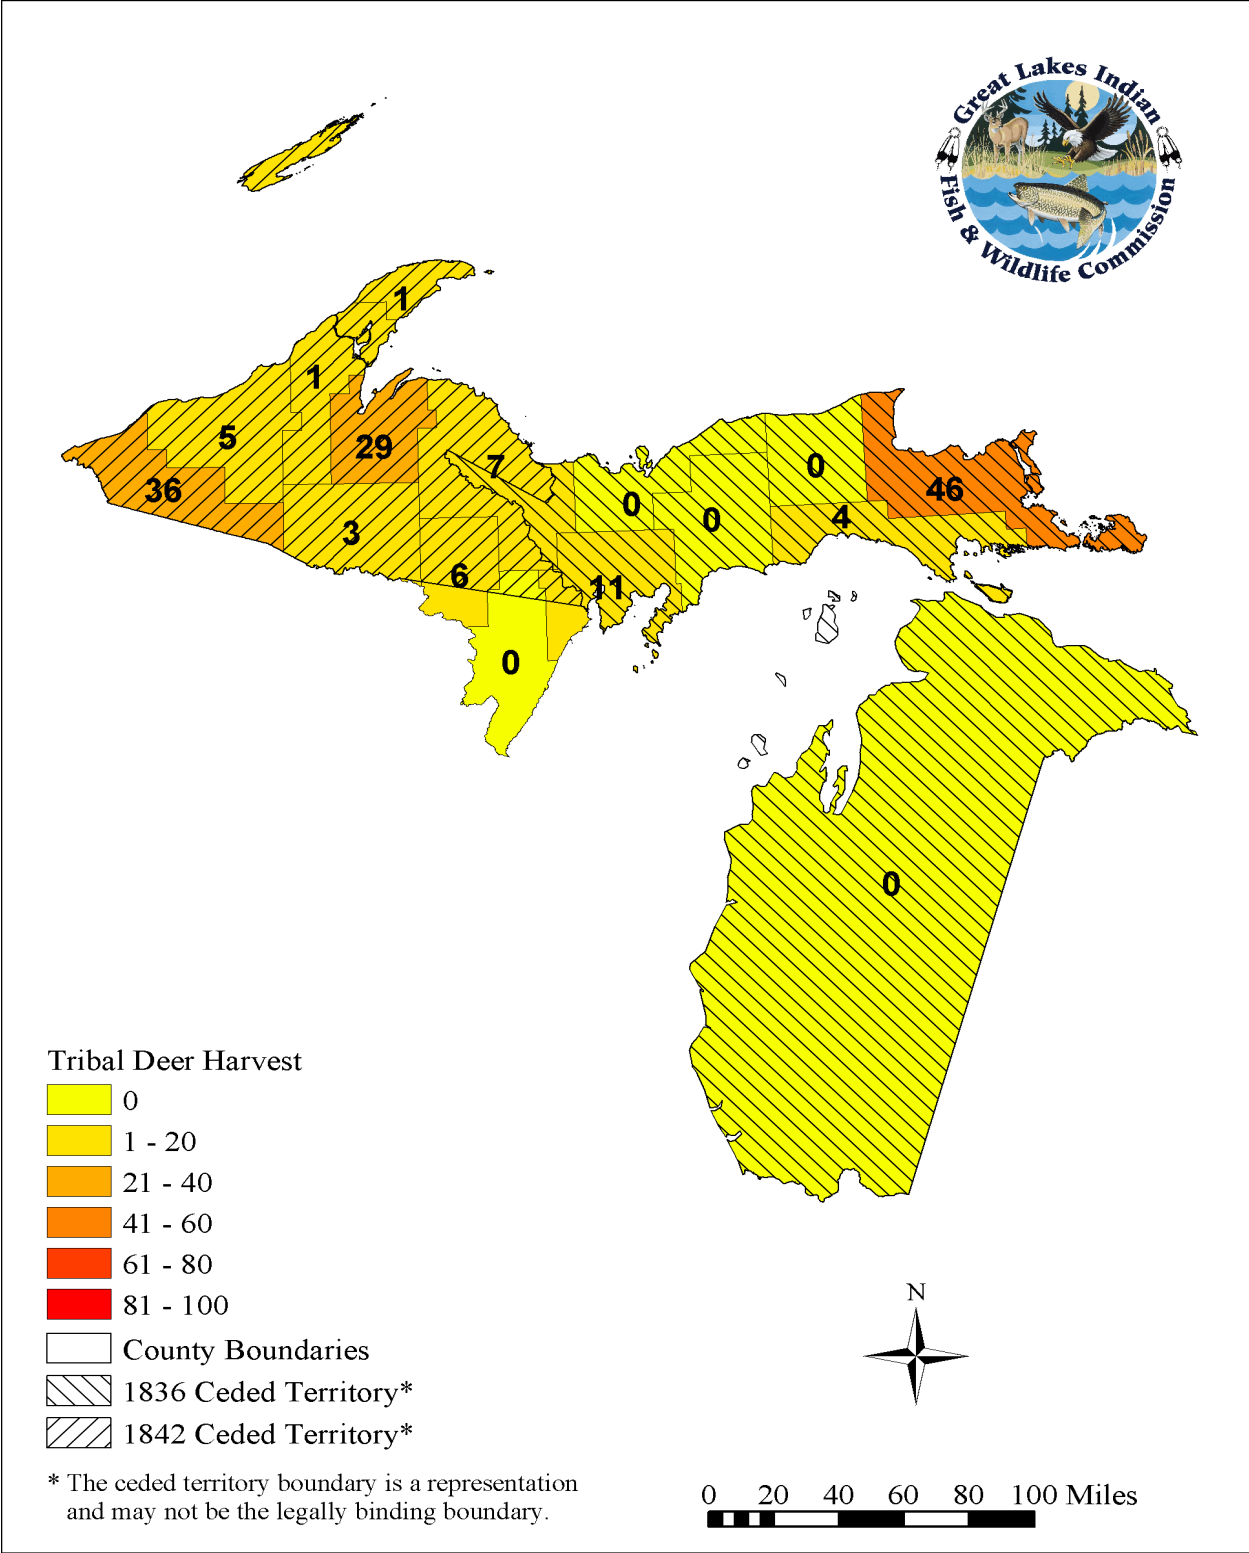 Great Lakes Indian
Fish & Wildlife Commission
1
1
5
29
36
7
0
0
0
46
3
4
6
11
0
0
Tribal Deer Harvest
0
1 - 20
21 - 40
41 - 60
61 - 80
81 - 100
County Boundaries
1836 Ceded Territory*
1842 Ceded Territory*
* The ceded territory boundary is a representation
and may not be the legally binding boundary.
N
0 20 40 60 80 100 Miles